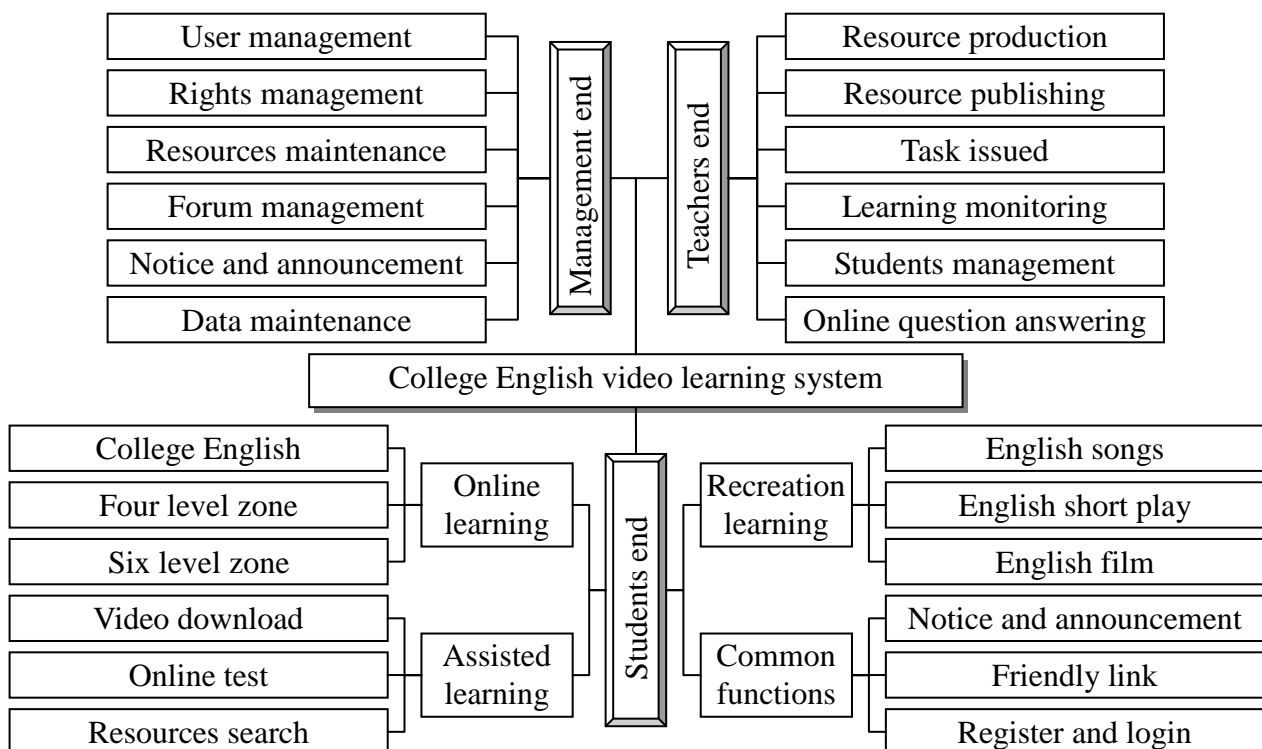 User management
Rights management
Resources maintenance
Forum management
Notice and announcement
Data maintenance
Management end
Teachers end
Resource production
Resource publishing
Task issued
Learning monitoring
Students management
Online question answering
College English video learning system
College English
Four level zone
Six level zone
Video download
Online test
Resources search
Online
learning
Assisted
learning
Students end
Recreation
learning
Common
functions
English songs
English short play
English film
Notice and announcement
Friendly link
Register and login